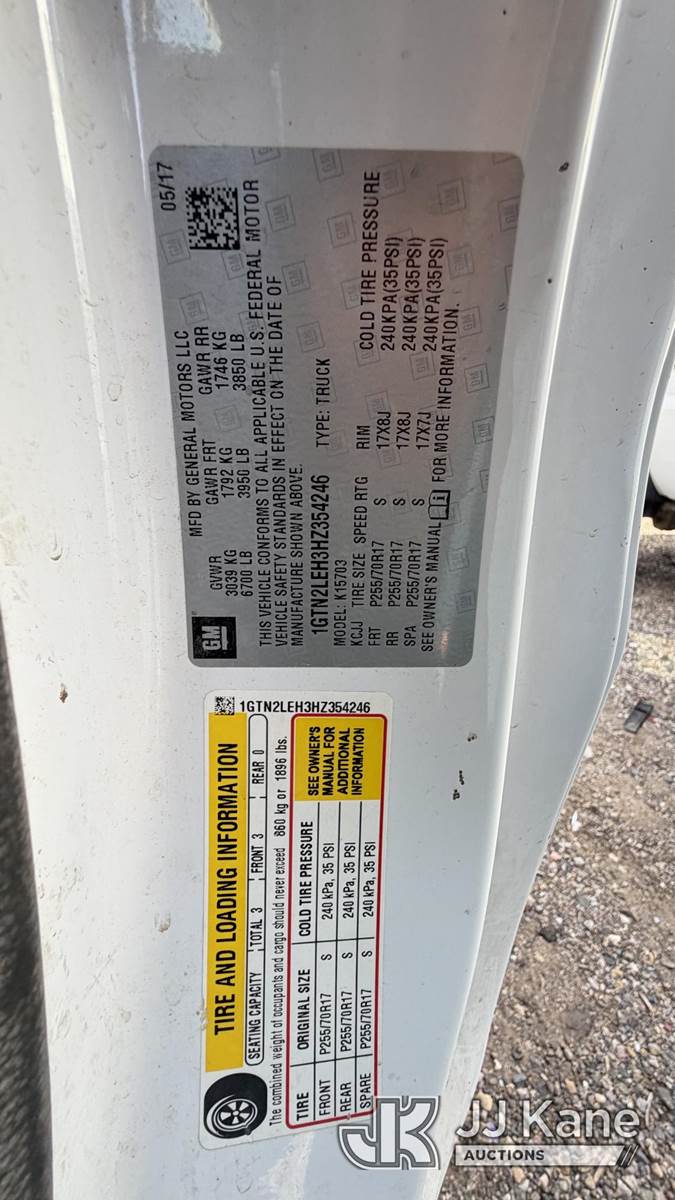 MFD BY GENERAL MOTORS LLC 05/17
GVWR GAWR FRT GAWR RR
3039 KG 1792 KG 1746 KG
6700 LB 3950 LB 3850 LB
GM
THIS VEHICLE CONFORMS TO ALL APPLICABLE U.S. FEDERAL MOTOR
VEHICLE SAFETY STANDARDS IN EFFECT ON THE DATE OF
MANUFACTURE SHOWN ABOVE.
1GTN2LEH3HZ354246 TYPE: TRUCK
MODEL: K15703
KCJJ TIRE SIZE SPEED RTG RIM COLD TIRE PRESSURE
FRT P255/70R17 S 17X8J 240KPA(35PSI)
RR P255/70R17 S 17X8J 240KPA(35PSI)
SPA P255/70R17 S 17X7J 240KPA(35PSI)
SEE OWNER'S MANUAL FOR MORE INFORMATION.
TIRE AND LOADING INFORMATION
1GTN2LEH3HZ354246
SEATING CAPACITY TOTAL 3 FRONT 3 REAR 0
The combined weight of occupants and cargo should never exceed 860 kg or 1896 lbs.
TIRE ORIGINAL SIZE COLD TIRE PRESSURE
FRONT P255/70R17 S 240 kPa, 35 PSI
REAR P255/70R17 S 240 kPa, 35 PSI
SPARE P255/70R17 S 240 kPa, 35 PSI
SEE OWNER'S
MANUAL FOR
ADDITIONAL
INFORMATION
JK JJ Kane
AUCTIONS